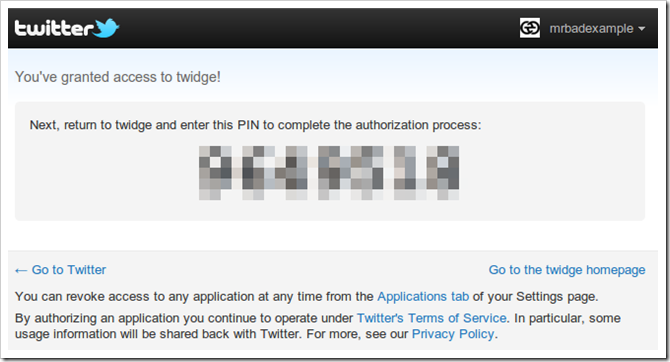 twitter
mrbadexample
You've granted access to twidge!
Next, return to twidge and enter this PIN to complete the authorization process:
← Go to Twitter
Go to the twidge homepage
You can revoke access to any application at any time from the Applications tab of your Settings page.
By authorizing an application you continue to operate under Twitter's Terms of Service. In particular, some
usage information will be shared back with Twitter. For more, see our Privacy Policy.